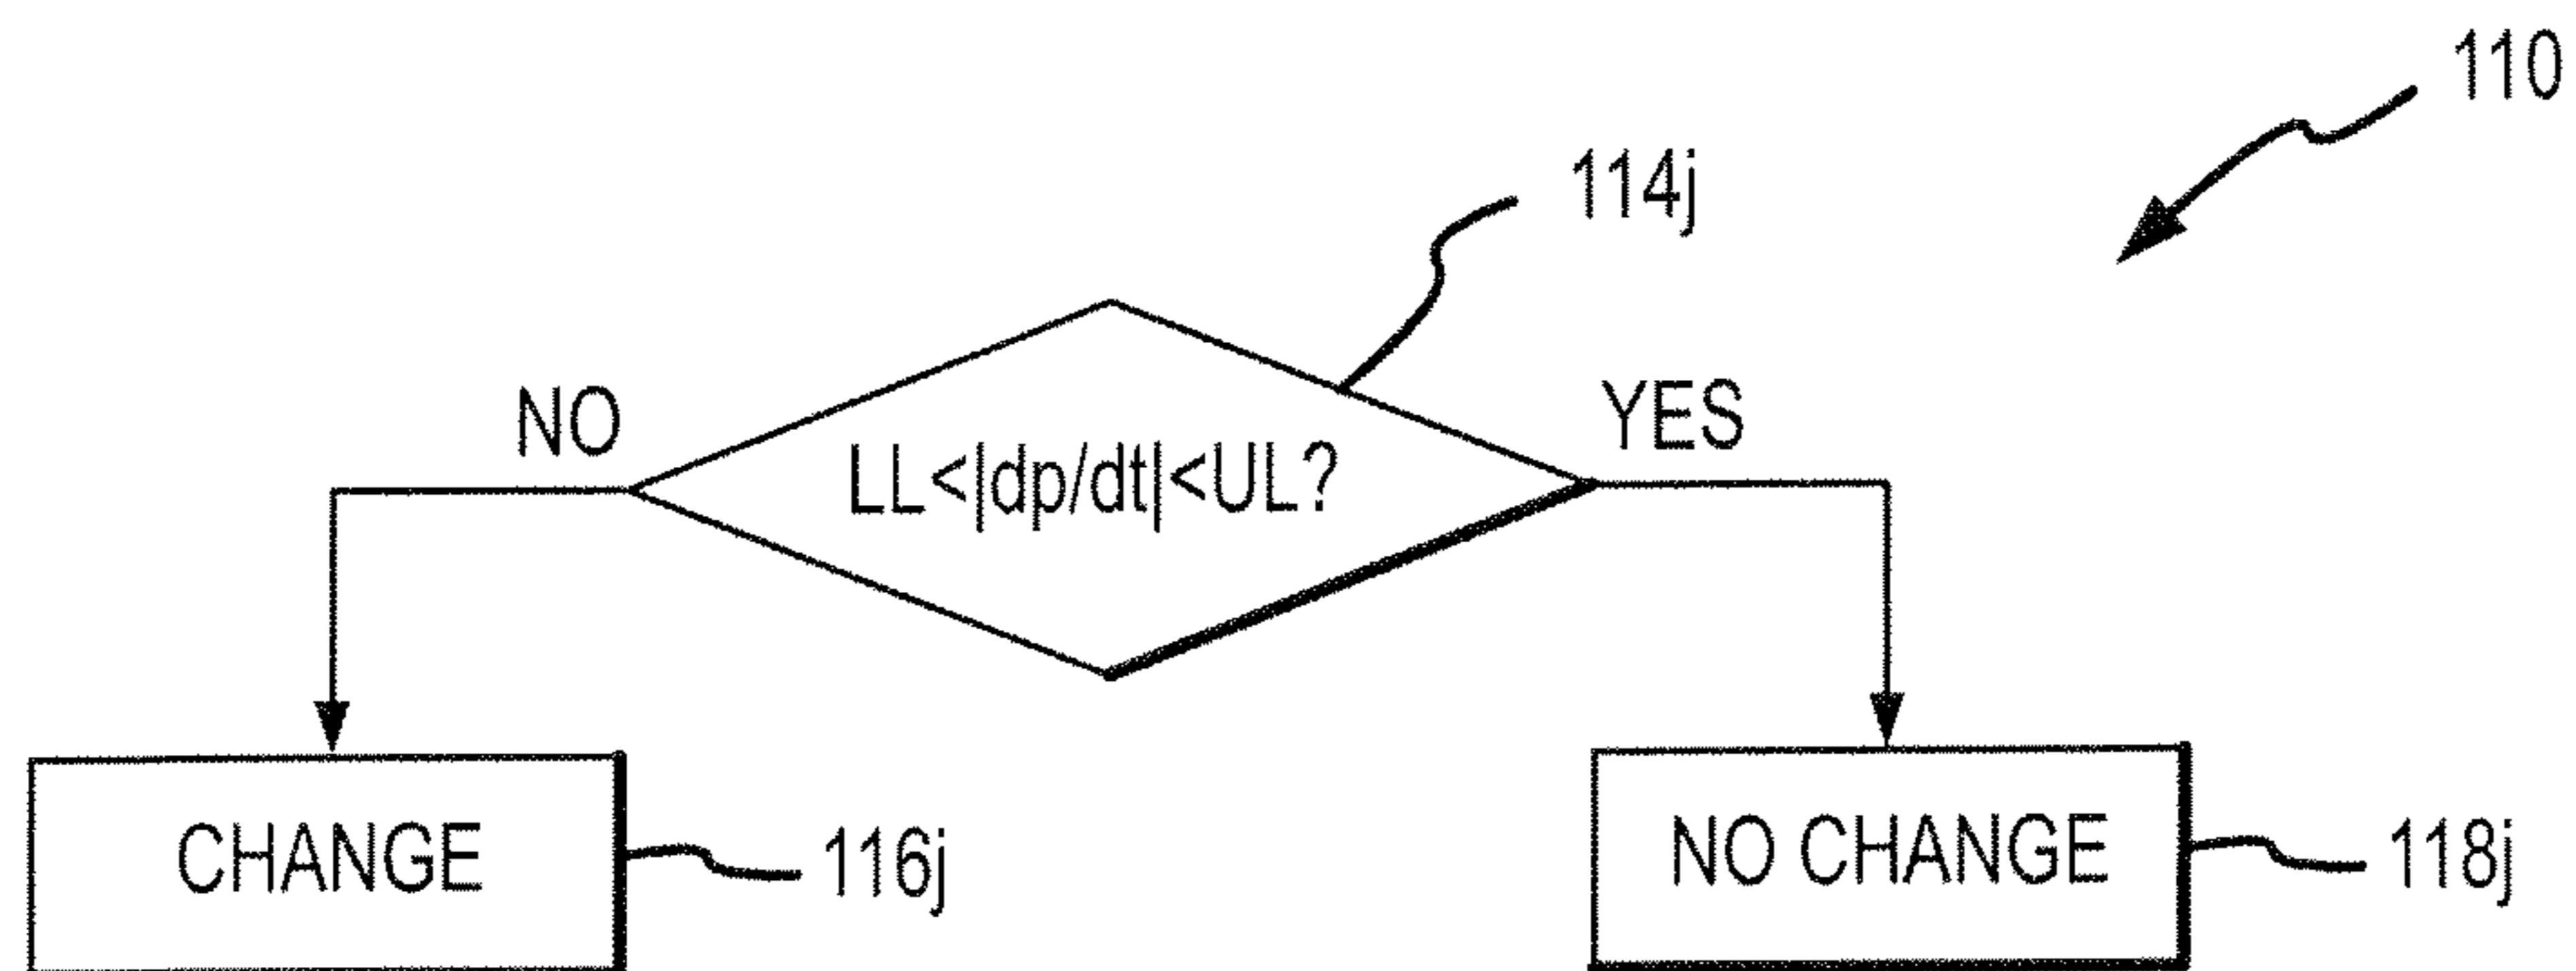 110
114j
NO
YES
LL<|dp/dt|<UL?
CHANGE
116j
NO CHANGE
118j